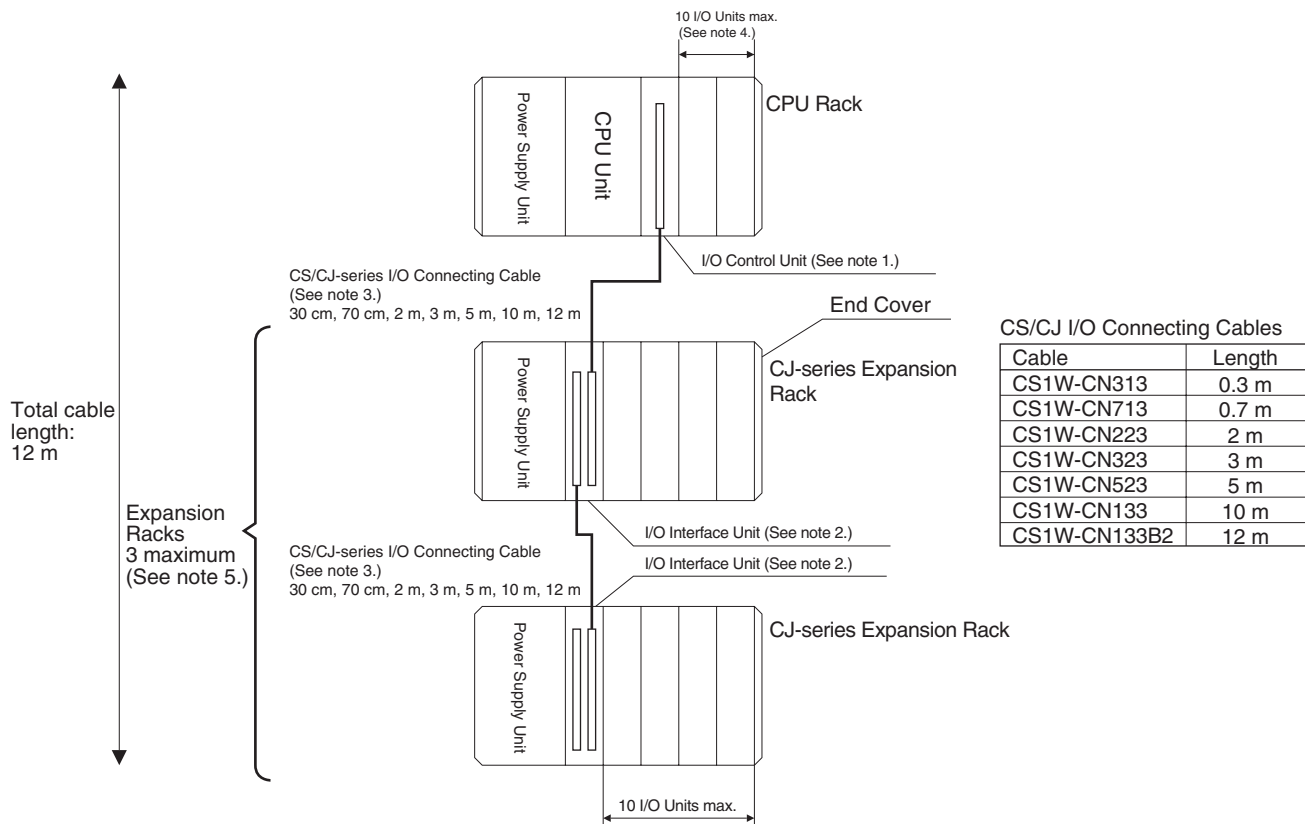 10 I/O Units max.
(See note 4.)
CPU Rack
Power Supply Unit
CPU Unit
I/O Control Unit (See note 1.)
CS/CJ-series I/O Connecting Cable
(See note 3.)
30 cm, 70 cm, 2 m, 3 m, 5 m, 10 m, 12 m
End Cover
CJ-series Expansion
Rack
Power Supply Unit
Total cable
length:
12 m
Expansion
Racks
3 maximum
(See note 5.)
I/O Interface Unit (See note 2.)
CS/CJ-series I/O Connecting Cable
(See note 3.)
30 cm, 70 cm, 2 m, 3 m, 5 m, 10 m, 12 m
I/O Interface Unit (See note 2.)
CJ-series Expansion Rack
Power Supply Unit
10 I/O Units max.
CS/CJ I/O Connecting Cables
Cable Length
CS1W-CN313 0.3 m
CS1W-CN713 0.7 m
CS1W-CN223 2 m
CS1W-CN323 3 m
CS1W-CN523 5 m
CS1W-CN133 10 m
CS1W-CN133B2 12 m